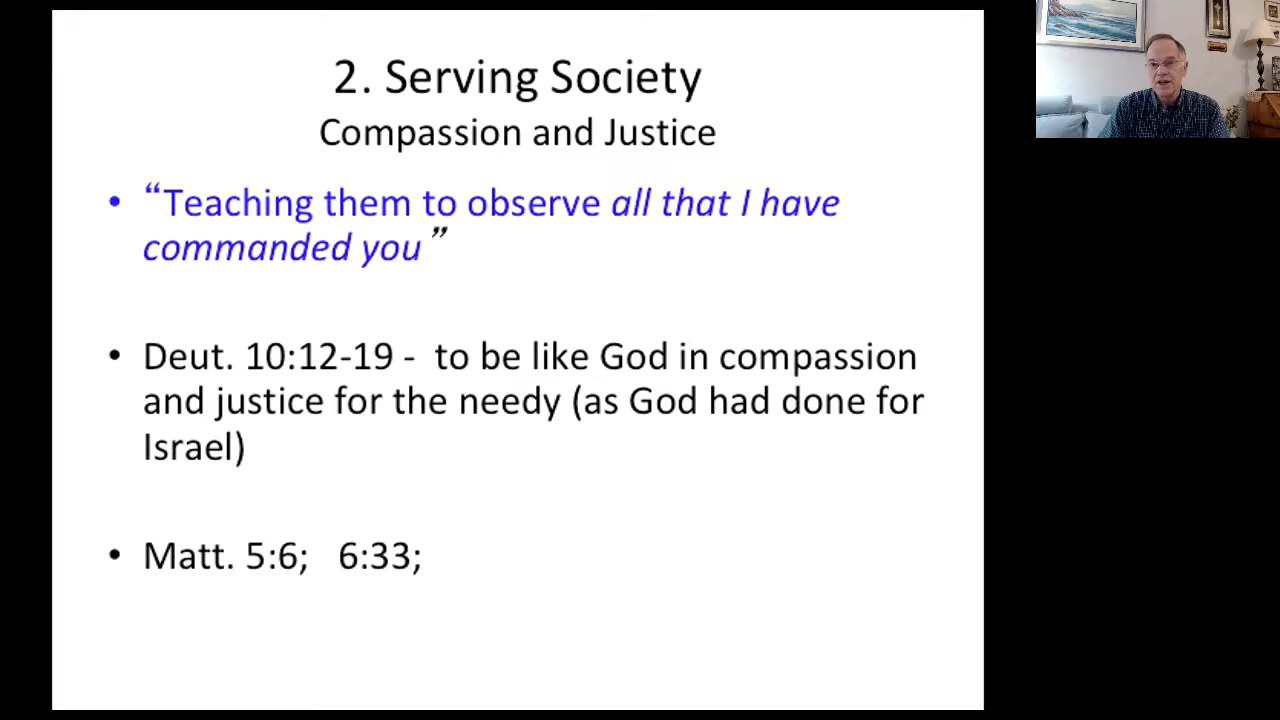 2. Serving Society
Compassion and Justice
• “Teaching them to observe all that I have
commanded you”
• Deut. 10:12-19 - to be like God in compassion
and justice for the needy (as God had done for
Israel)
• Matt. 5:6; 6:33;